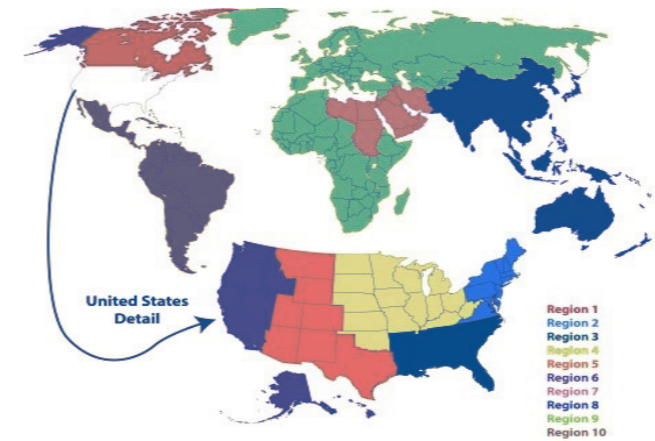 United States
Detail
Region 1
Region 2
Region 3
Region 4
Region 5
Region 6
Region 7
Region 8
Region 9
Region 10